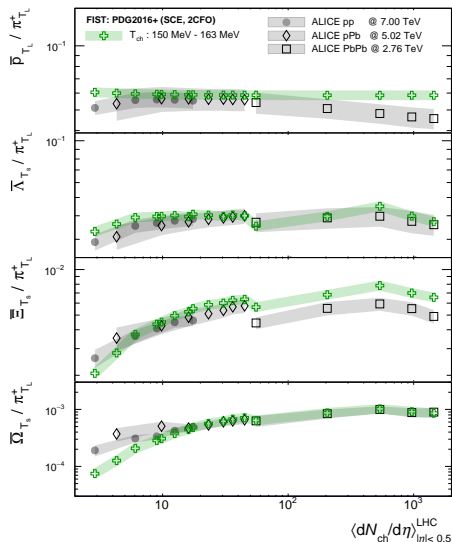 FIST: PDG2016+ (SCE, 2CFO)
T_ch : 150 MeV - 163 MeV
ALICE pp @ 7.00 TeV
ALICE pPb @ 5.02 TeV
ALICE PbPb @ 2.76 TeV
p̅_T_L / π⁺_T_L
10⁻¹
Λ̅_T_s / π⁺_T_L
10⁻¹
Ξ̅_T_s / π⁺_T_L
10⁻²
Ω̅_T_s / π⁺_T_L
10⁻³
10⁻⁴
10 10² 10³
⟨dN_ch/dη⟩^LHC_|η|< 0.5